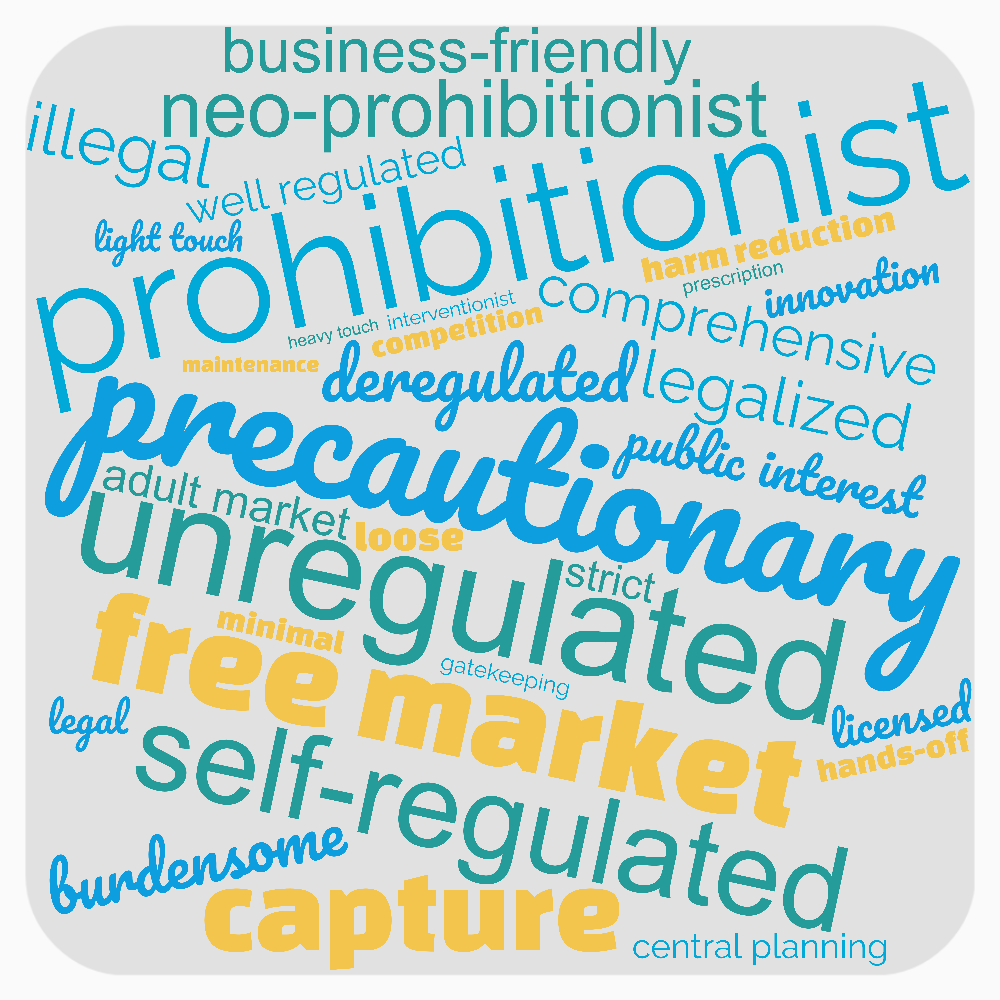 business-friendly
neo-prohibitionist
illegal
well regulated
prohibitionist
light touch
harm reduction
prescription
innovation
comprehensive
interventionist
heavy touch
competition
maintenance
deregulated
legalized
precautionary
public interest
adult market
loose
unregulated
strict
free market
minimal
gatekeeping
legal
licensed
hands-off
self-regulated
burdensome
capture
central planning